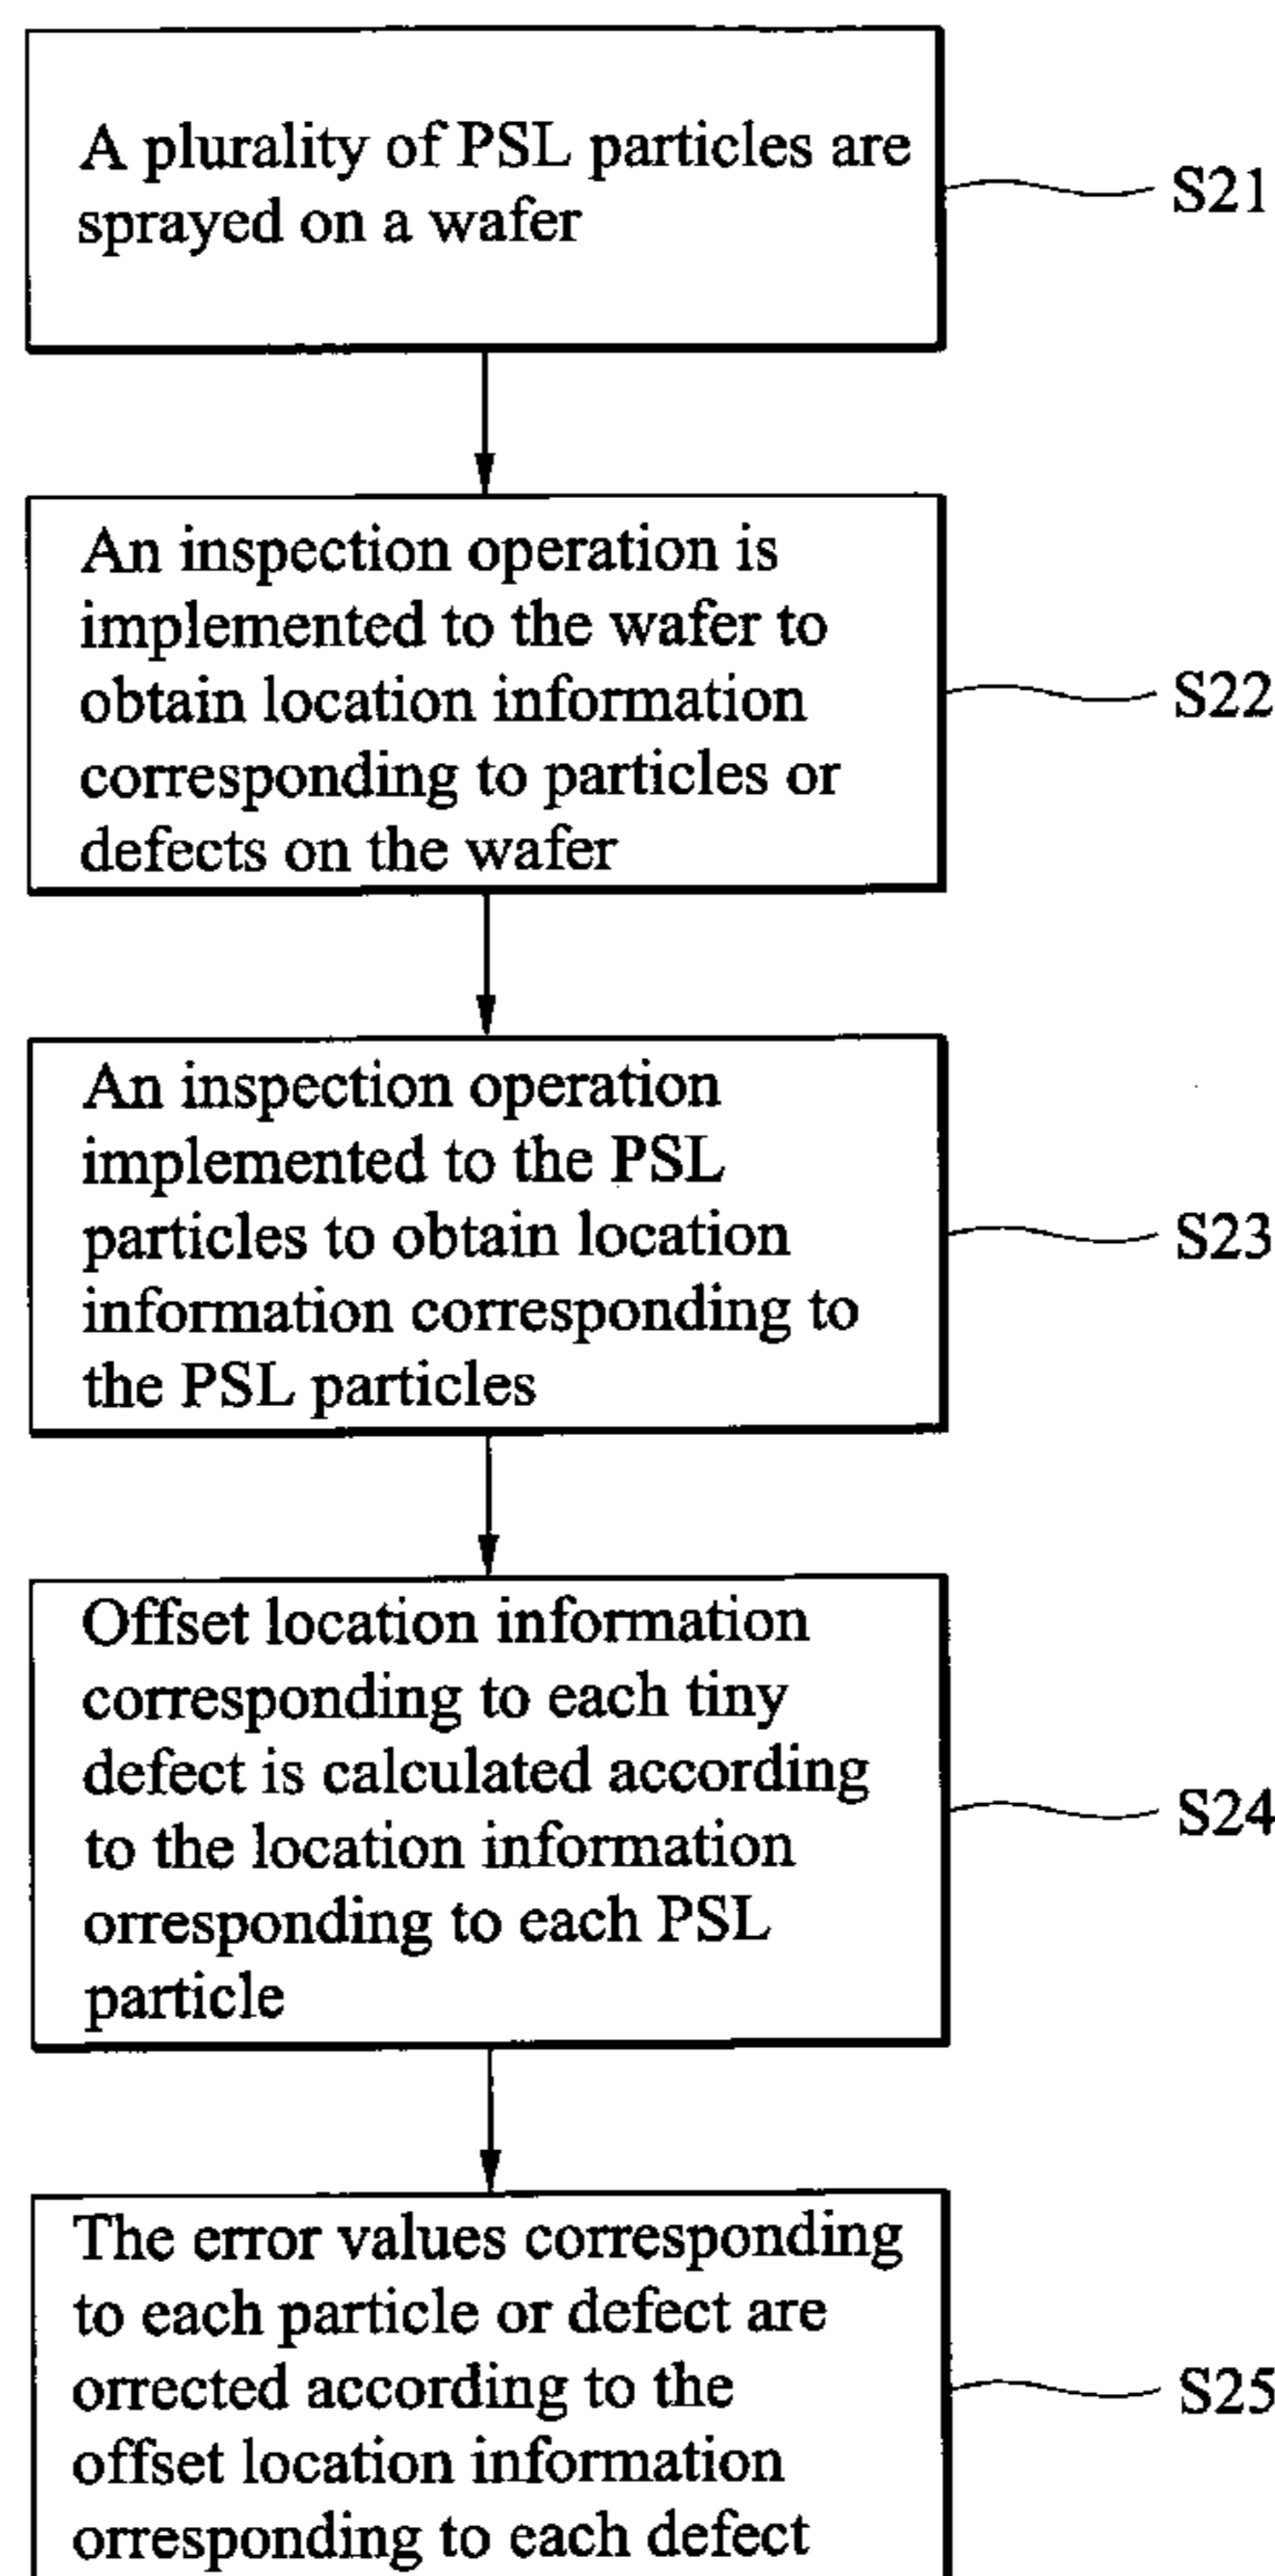 A plurality of PSL particles are
sprayed on a wafer
S21
An inspection operation is
implemented to the wafer to
obtain location information
corresponding to particles or
defects on the wafer
S22
An inspection operation
implemented to the PSL
particles to obtain location
information corresponding to
the PSL particles
S23
Offset location information
corresponding to each tiny
defect is calculated according
to the location information
orresponding to each PSL
particle
S24
The error values corresponding
to each particle or defect are
orrected according to the
offset location information
orresponding to each defect
S25